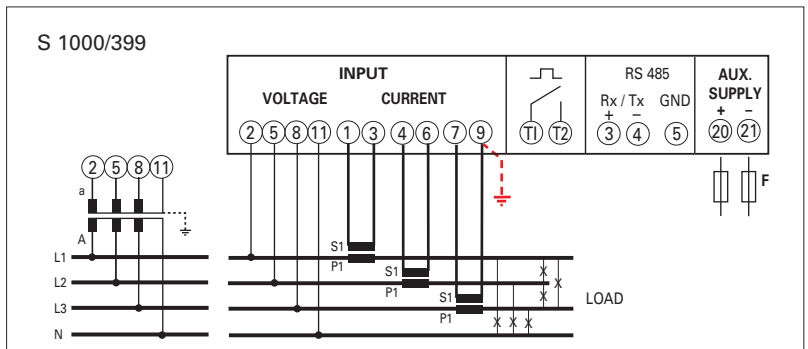 S 1000/399
INPUT
VOLTAGE CURRENT
2 5 8 11 1 3 4 6 7 9
T1 T2
RS 485
Rx / Tx GND
+ –
3 4 5
AUX.
SUPPLY
+ –
20 21
F
2 5 8 11
a
A
L1
L2
L3
N
S1
P1
S1
P1
S1
P1
X
X
X
X X X
LOAD